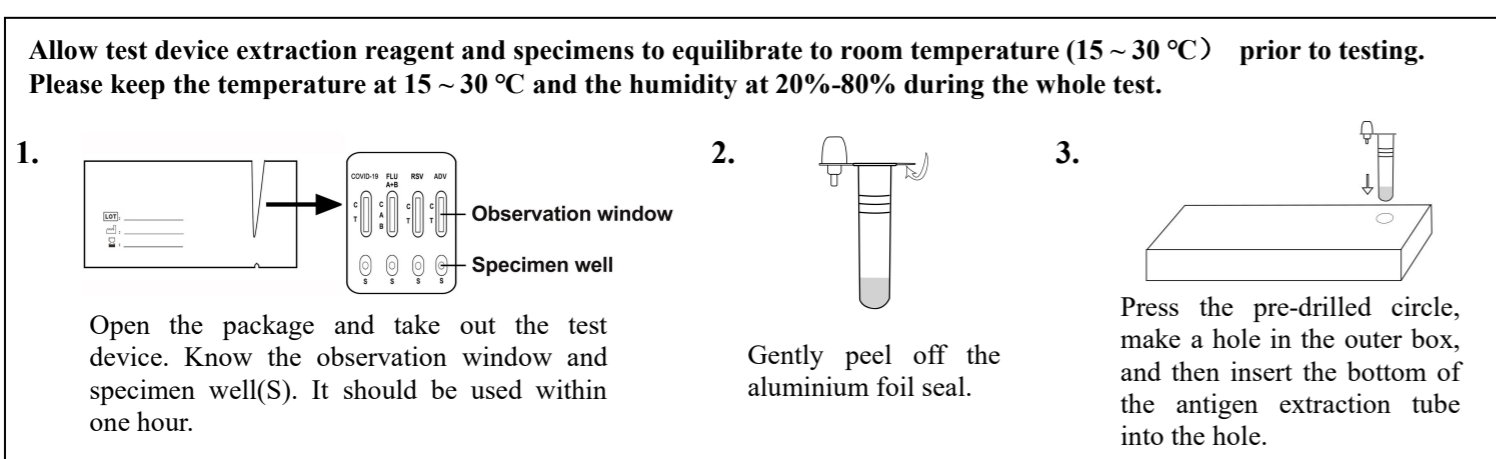 Allow test device extraction reagent and specimens to equilibrate to room temperature (15 ~ 30 ℃） prior to testing.
Please keep the temperature at 15 ~ 30 ℃ and the humidity at 20%-80% during the whole test.
1.
LOT:
COVID-19 FLU A+B RSV ADV
C C C C
T A T T
B
Observation window
Specimen well
S S S S
Open the package and take out the test
device. Know the observation window and
specimen well(S). It should be used within
one hour.
2.
Gently peel off the
aluminium foil seal.
3.
Press the pre-drilled circle,
make a hole in the outer box,
and then insert the bottom of
the antigen extraction tube
into the hole.